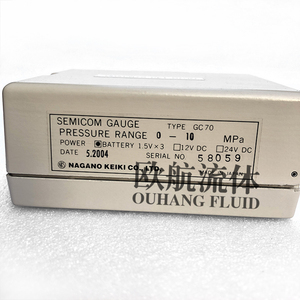 SEMICOM GAUGE TYPE GC70
PRESSURE RANGE 0 - 10 MPa
POWER BATTERY 1.5V×3 12V DC 24V DC
DATE 5.2004 SERIAL NO 58059
NAGANO KEIKI CO., LTD.
欧航流体
OUHANG FLUID